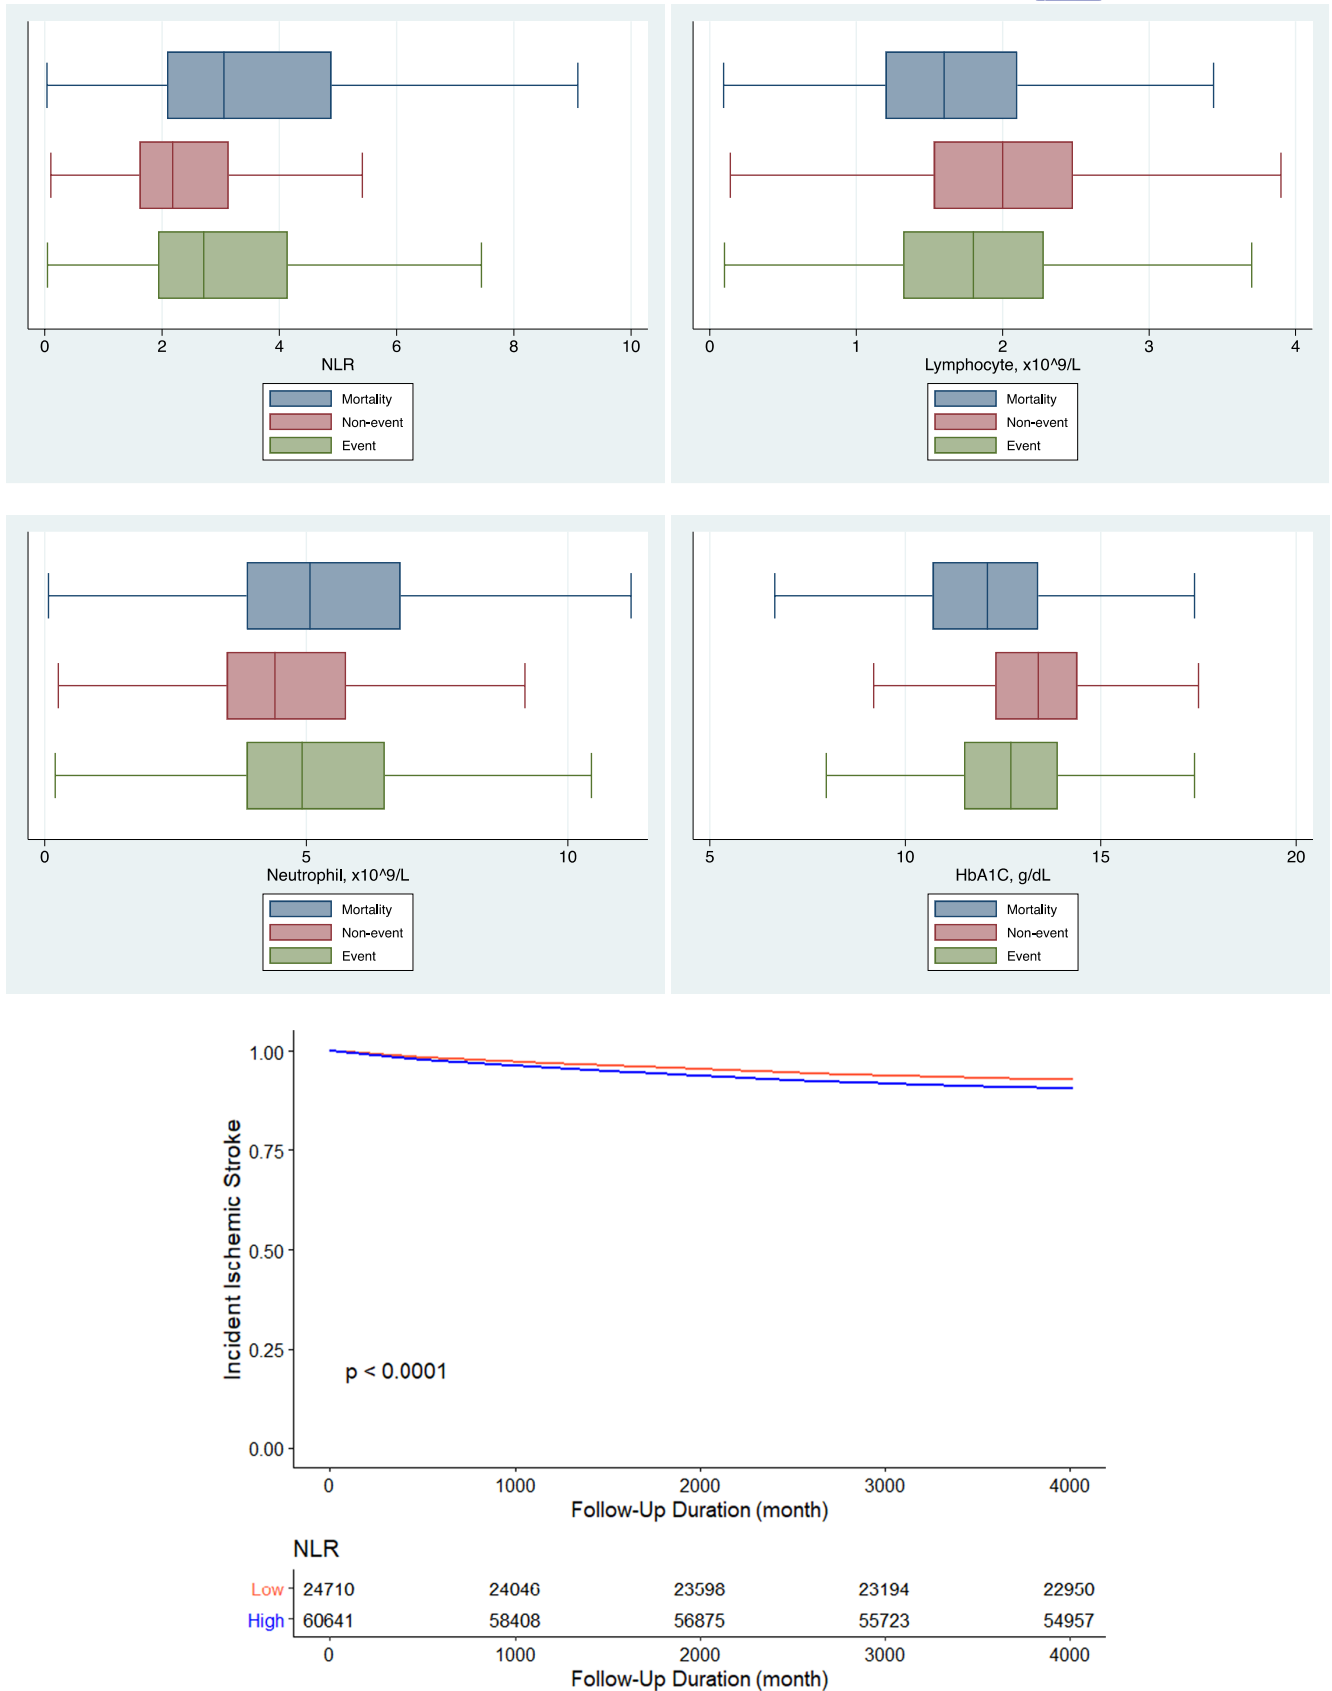 0 2 4 6 8 10
NLR
Mortality
Non-event
Event
0 1 2 3 4
Lymphocyte, x10^9/L
Mortality
Non-event
Event
0 5 10
Neutrophil, x10^9/L
Mortality
Non-event
Event
5 10 15 20
HbA1C, g/dL
Mortality
Non-event
Event
Incident Ischemic Stroke
1.00
0.75
0.50
0.25
0.00
p < 0.0001
0 1000 2000 3000 4000
Follow-Up Duration (month)
NLR
Low 24710 24046 23598 23194 22950
High 60641 58408 56875 55723 54957
0 1000 2000 3000 4000
Follow-Up Duration (month)